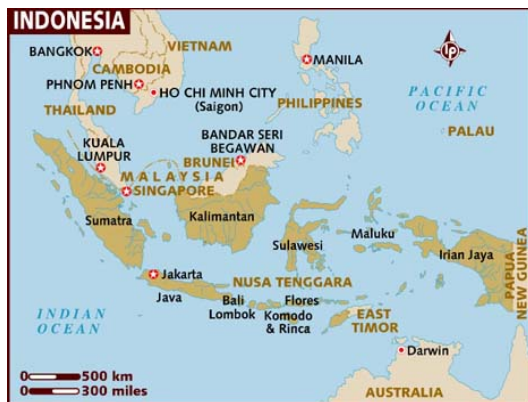 INDONESIA
BANGKOK
VIETNAM
MANILA
lp
CAMBODIA
PHNOM PENH
HO CHI MINH CITY
(Saigon)
PACIFIC
OCEAN
THAILAND
PHILIPPINES
PALAU
BANDAR SERI
BEGAWAN
KUALA
LUMPUR
BRUNEI
MALAYSIA
SINGAPORE
Sumatra
Kalimantan
Sulawesi
Maluku
Irian Jaya
PAPUA
NEW GUINEA
Jakarta
NUSA TENGGARA
Java
Bali
Lombok
Flores
Komodo
& Rinca
EAST
TIMOR
INDIAN
OCEAN
Darwin
0 500 km
0 300 miles
AUSTRALIA